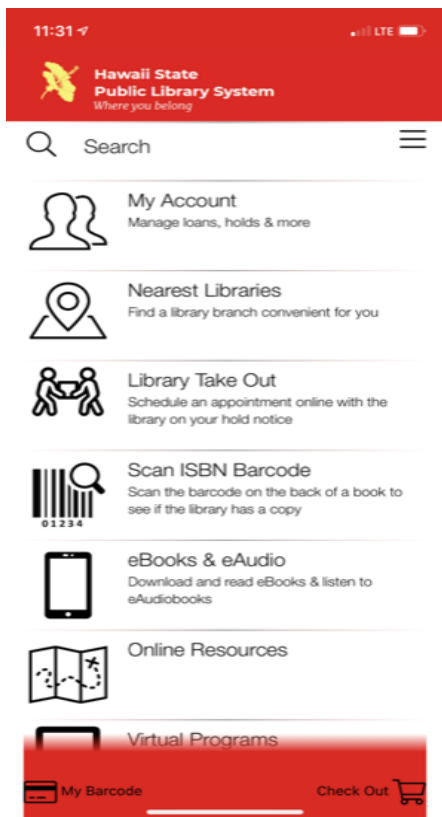 11:31
LTE
Hawaii State
Public Library System
Where you belong
Search
My Account
Manage loans, holds & more
Nearest Libraries
Find a library branch convenient for you
Library Take Out
Schedule an appointment online with the
library on your hold notice
Scan ISBN Barcode
Scan the barcode on the back of a book to
see if the library has a copy
01234
eBooks & eAudio
Download and read eBooks & listen to
eAudiobooks
Online Resources
Virtual Programs
My Barcode
Check Out